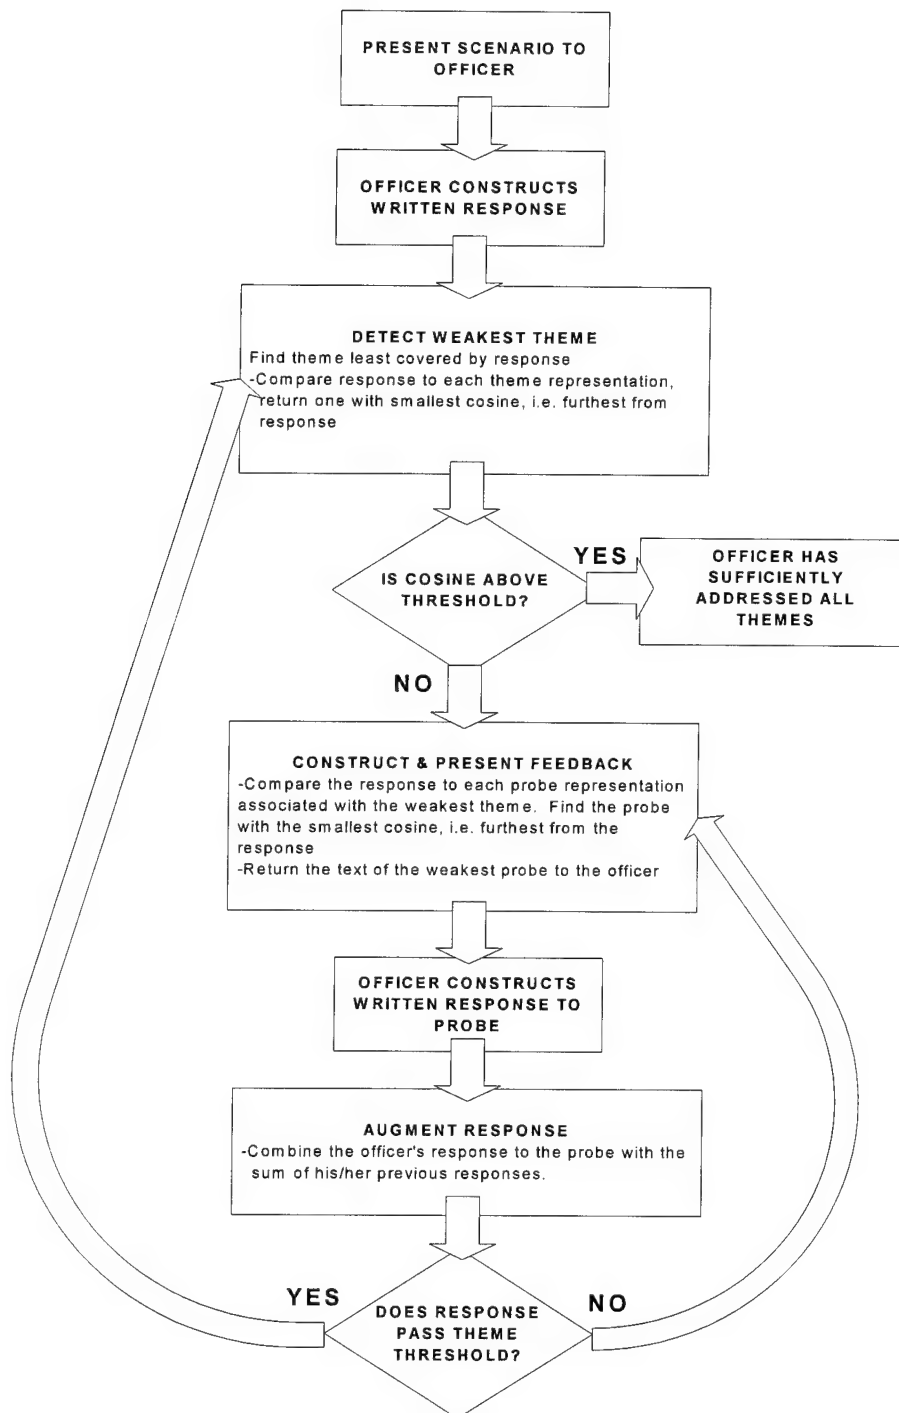 PRESENT SCENARIO TO
OFFICER
OFFICER CONSTRUCTS
WRITTEN RESPONSE
DETECT WEAKEST THEME
Find theme least covered by response
-Compare response to each theme representation,
return one with smallest cosine, i.e. furthest from
response
IS COSINE ABOVE
THRESHOLD?
YES
OFFICER HAS
SUFFICIENTLY
ADDRESSED ALL
THEMES
NO
CONSTRUCT & PRESENT FEEDBACK
-Compare the response to each probe representation
associated with the weakest theme. Find the probe
with the smallest cosine, i.e. furthest from the
response
-Return the text of the weakest probe to the officer
OFFICER CONSTRUCTS
WRITTEN RESPONSE TO
PROBE
AUGMENT RESPONSE
-Combine the officer's response to the probe with the
sum of his/her previous responses.
YES
NO
DOES RESPONSE
PASS THEME
THRESHOLD?